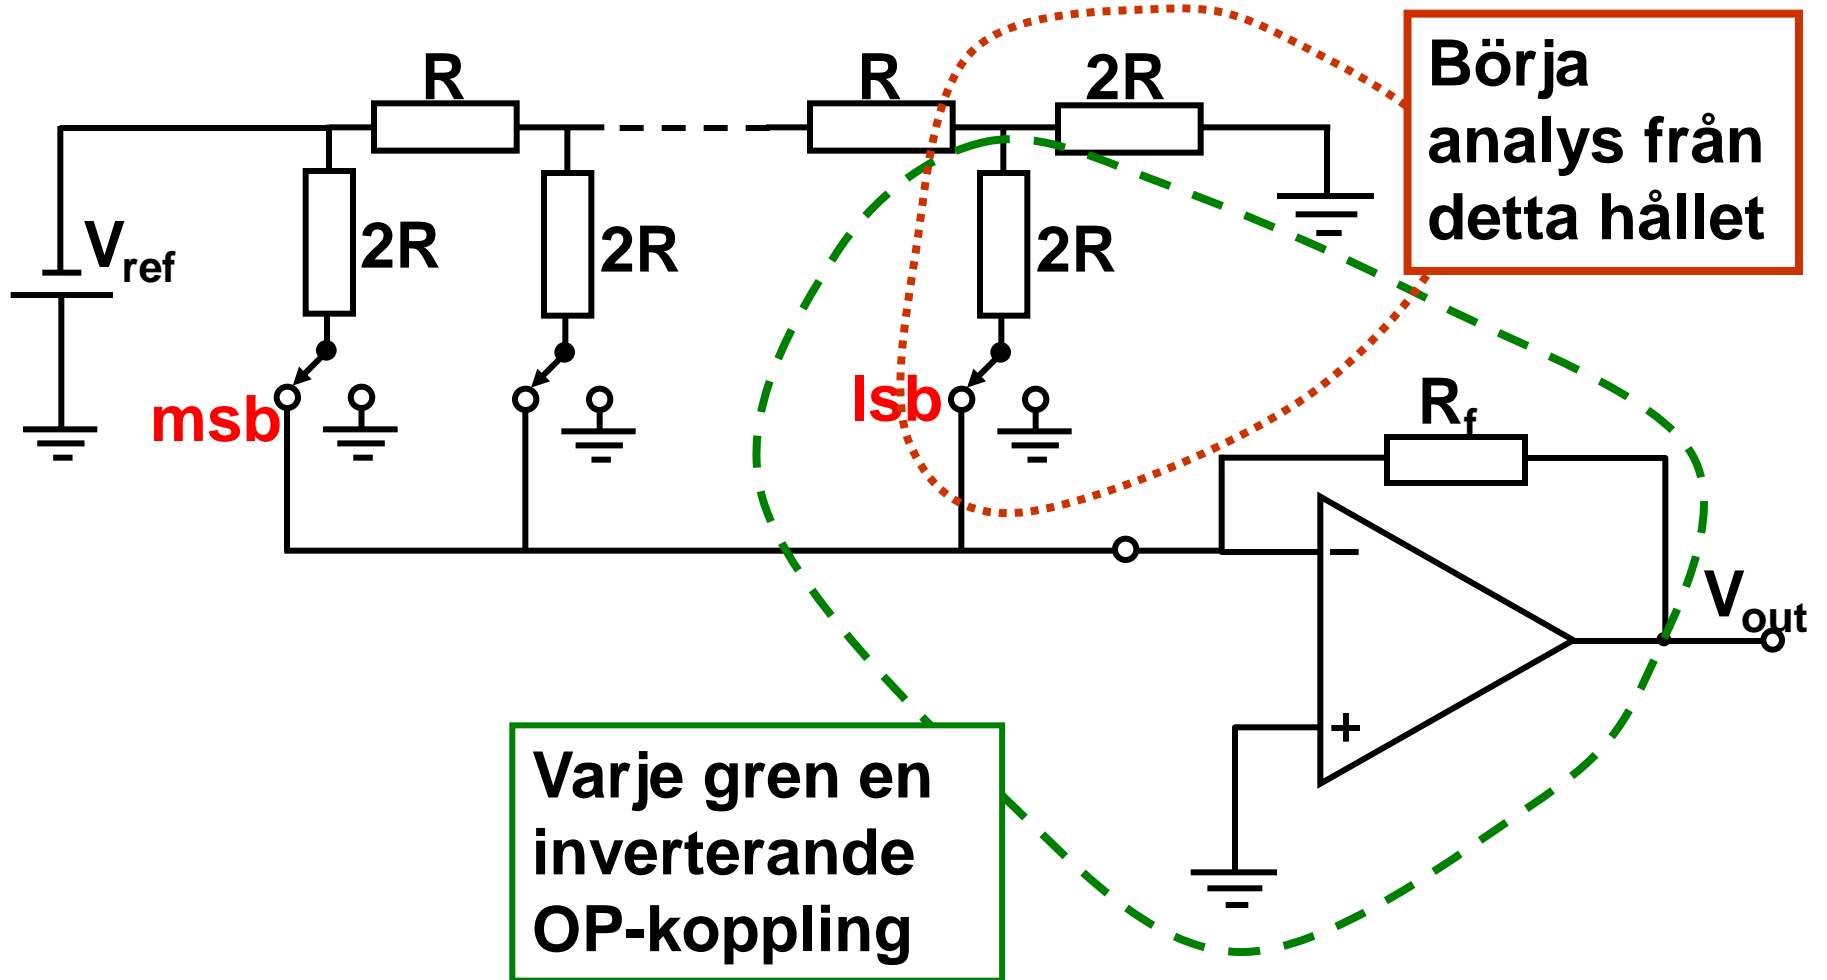 R
R
2R
Börja
analys från
detta hållet
Vref
2R
2R
2R
msb
lsb
Rf
−
+
Vout
Varje gren en
inverterande
OP-koppling